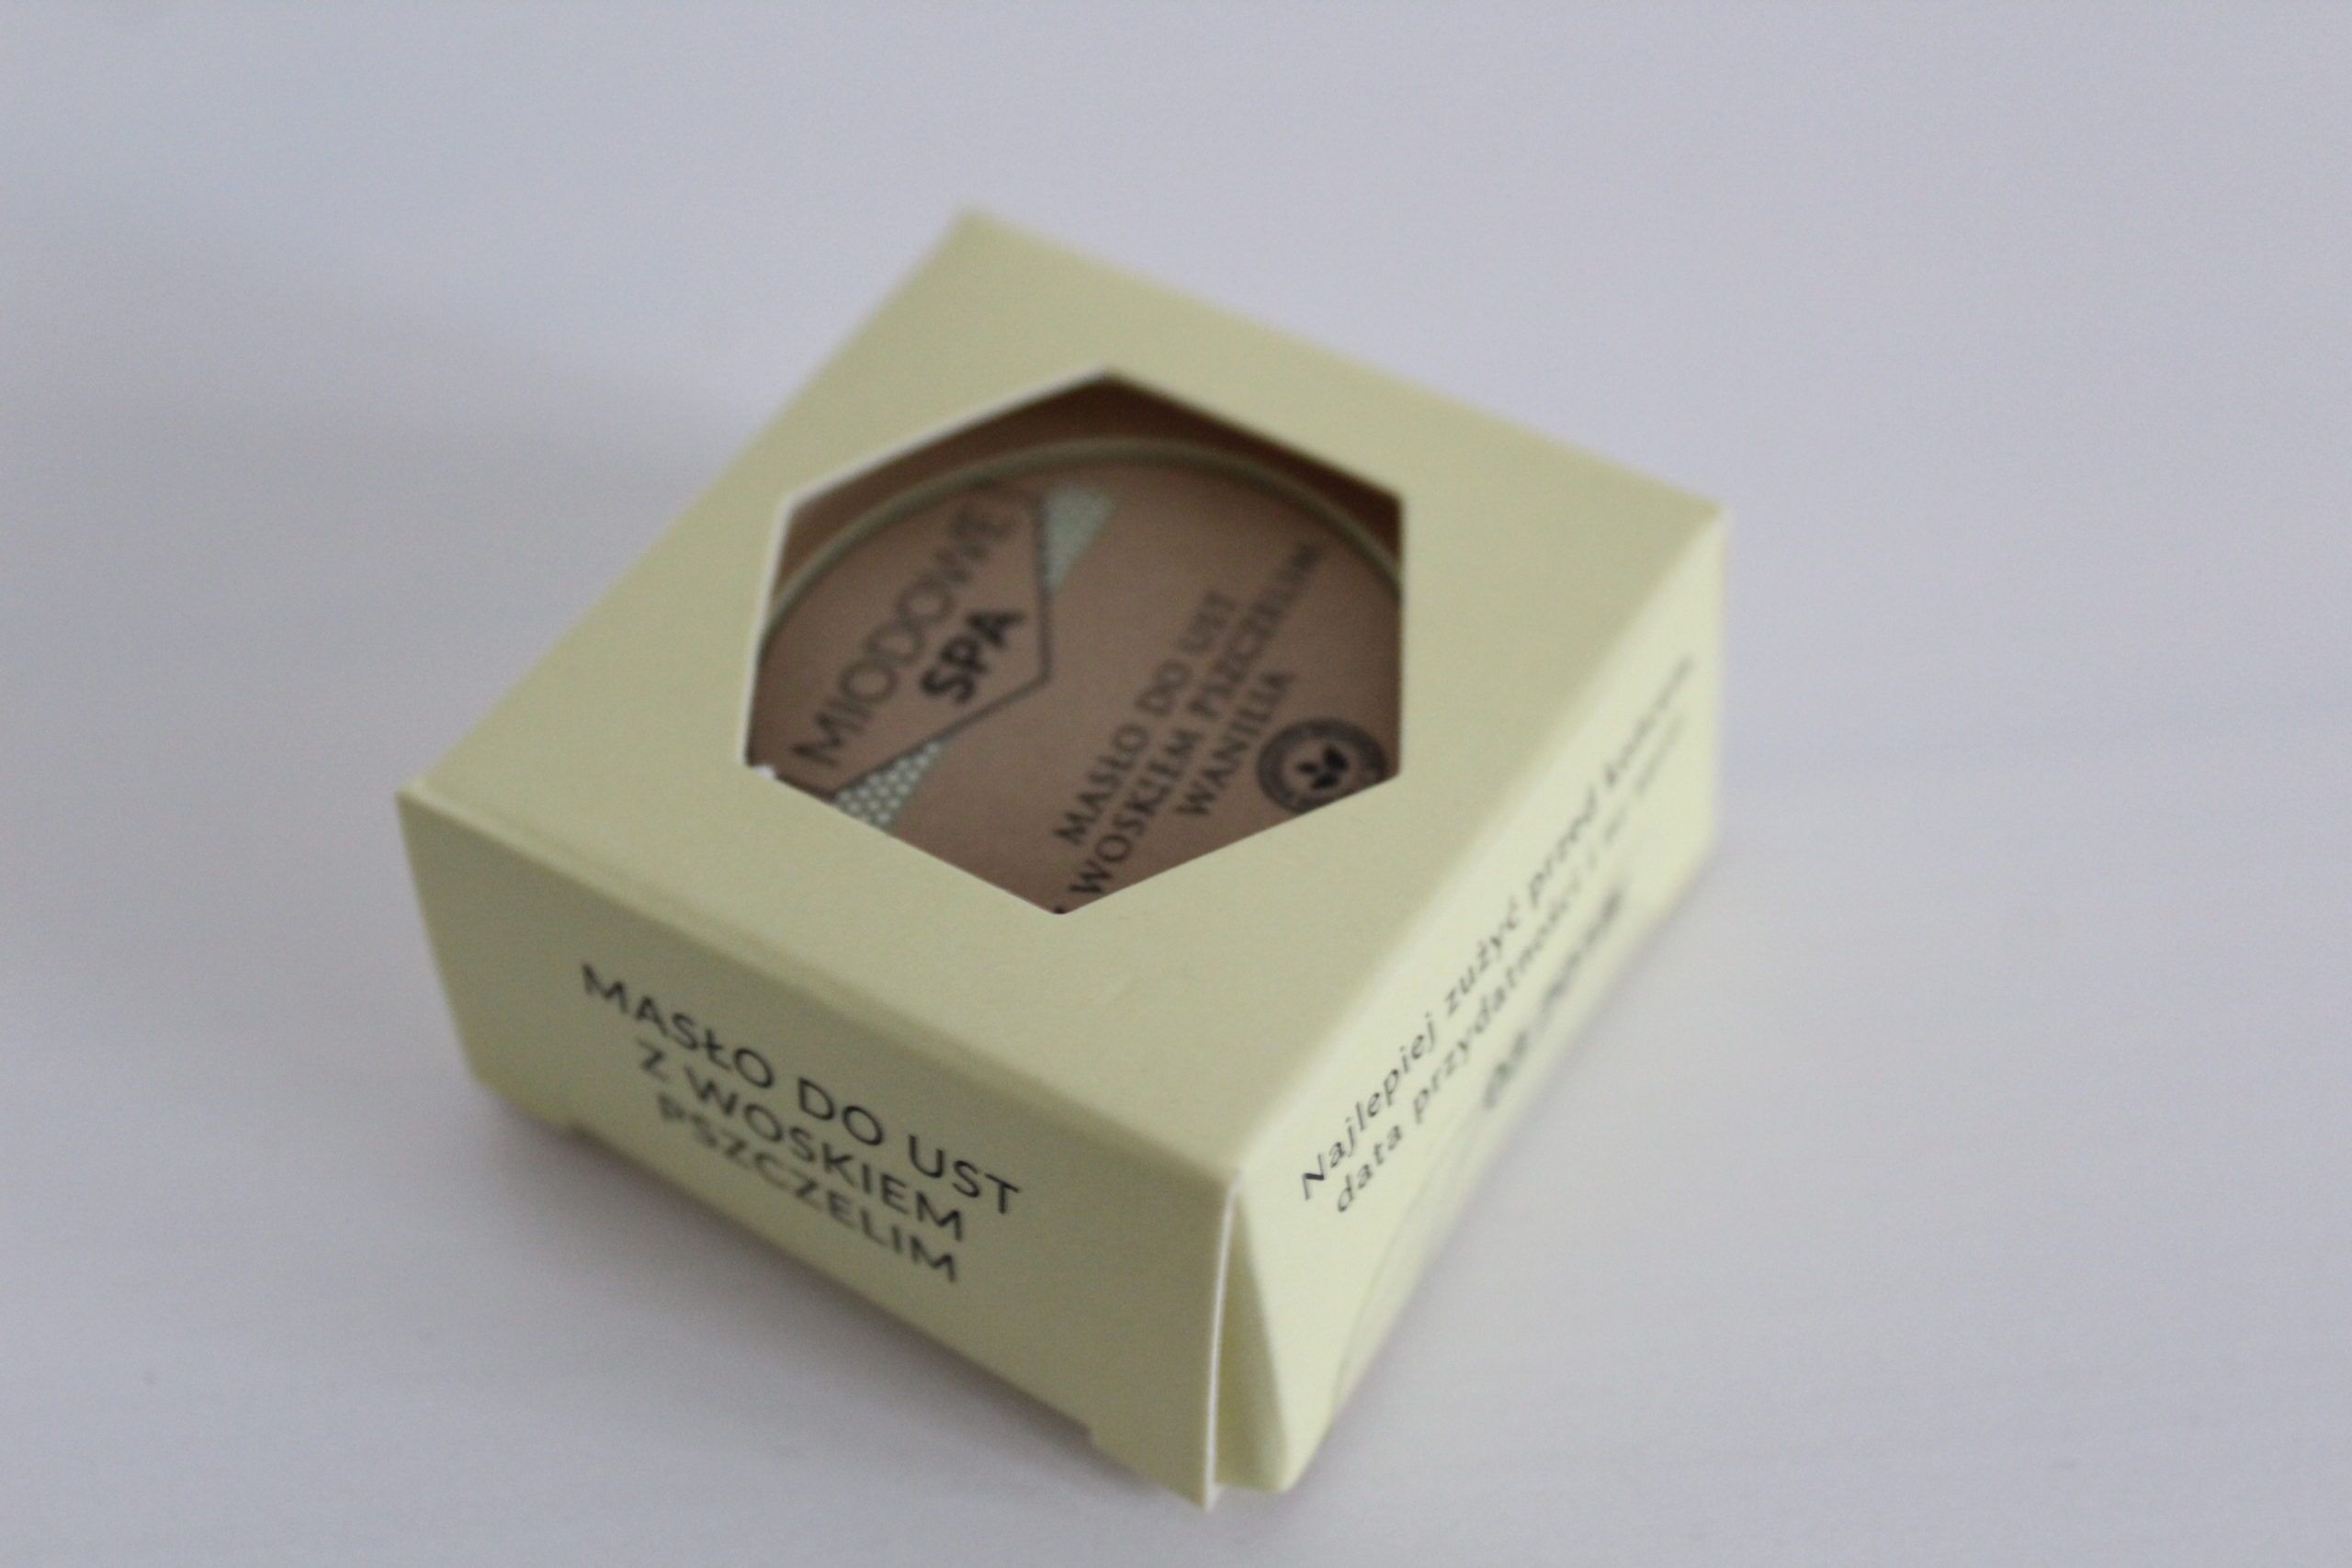 MIODOWE
SPA
MASŁO DO UST
WOSKIEM PSZCZELIM
WANILIA
MASŁO DO UST
Z WOSKIEM
PSZCZELIM
Najlepiej zużyć przed końcem
data przydatności /